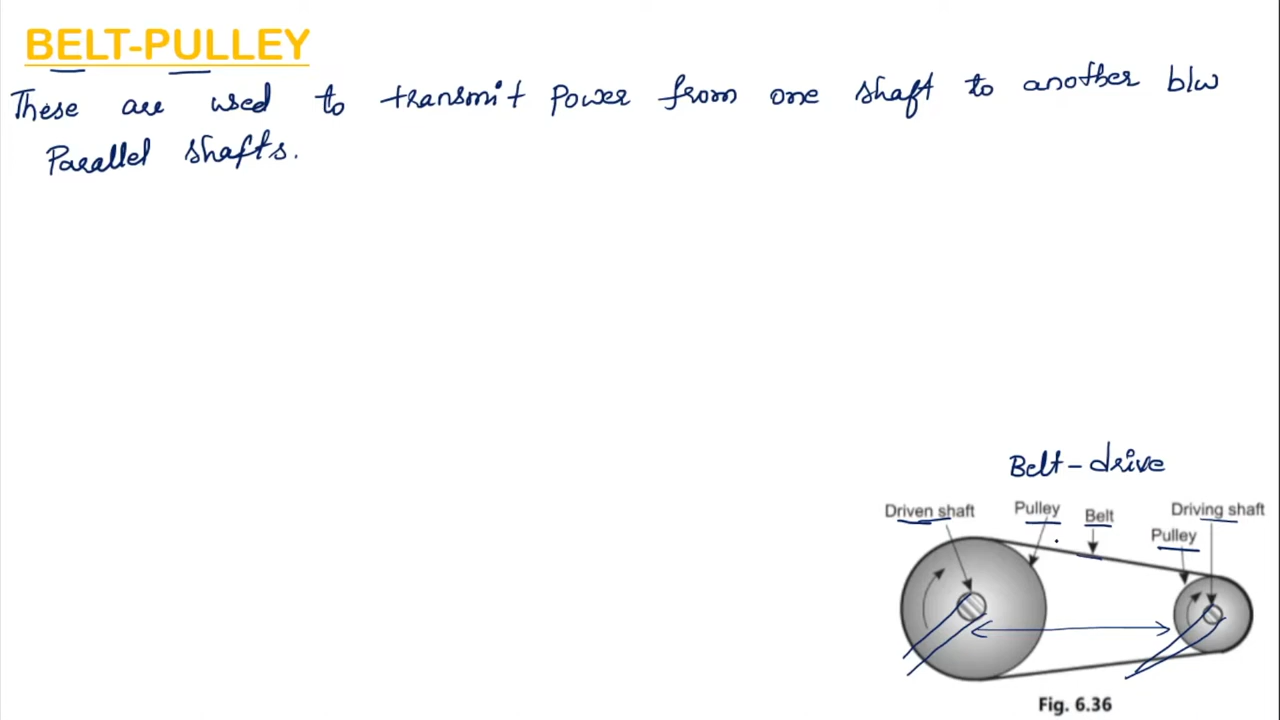 BELT-PULLEY
These are used to transmit Power from one shaft to another b/w
Parallel shafts.
Belt-drive
Driven shaft
Pulley
Belt
Driving shaft
Pulley
Fig. 6.36